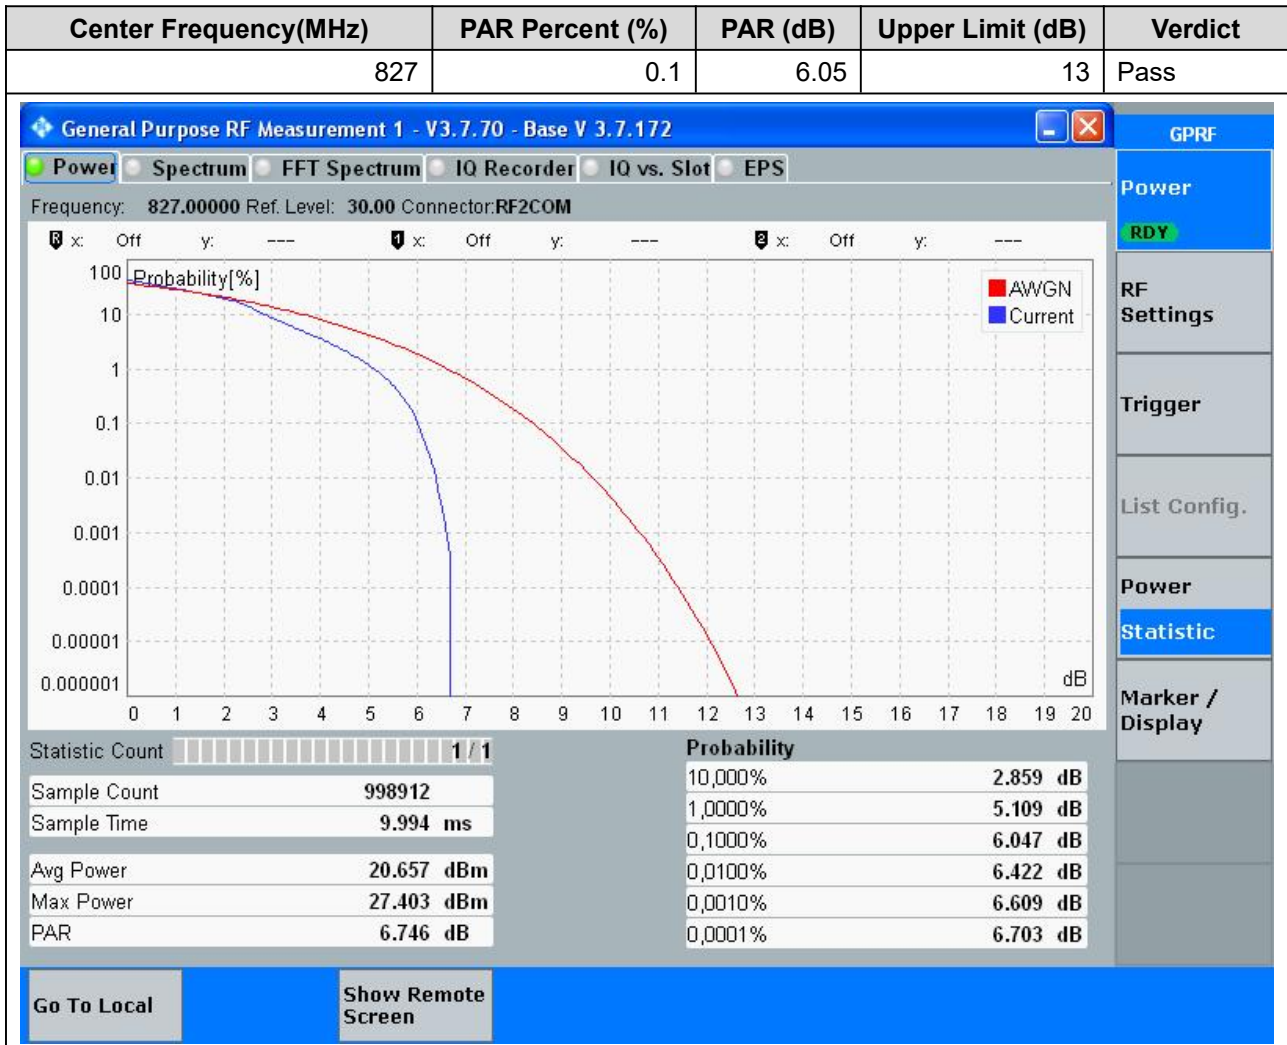 Center Frequency(MHz) PAR Percent (%) PAR (dB) Upper Limit (dB) Verdict
827 0.1 6.05 13 Pass
General Purpose RF Measurement 1 - V3.7.70 - Base V 3.7.172
GPRF
Power Spectrum FFT Spectrum IQ Recorder IQ vs. Slot EPS
Frequency: 827.00000 Ref. Level: 30.00 Connector:RF2COM
R x: Off y: --- 1 x: Off y: --- 2 x: Off y: ---
Probability[%]
AWGN
Current
100
10
1
0.1
0.01
0.001
0.0001
0.00001
0.000001
dB
0 1 2 3 4 5 6 7 8 9 10 11 12 13 14 15 16 17 18 19 20
Statistic Count 1 / 1
Sample Count 998912
Sample Time 9.994 ms
Avg Power 20.657 dBm
Max Power 27.403 dBm
PAR 6.746 dB
Probability
10,000% 2.859 dB
1,0000% 5.109 dB
0,1000% 6.047 dB
0,0100% 6.422 dB
0,0010% 6.609 dB
0,0001% 6.703 dB
Power
RDY
RF
Settings
Trigger
List Config.
Power
Statistic
Marker /
Display
Go To Local
Show Remote
Screen